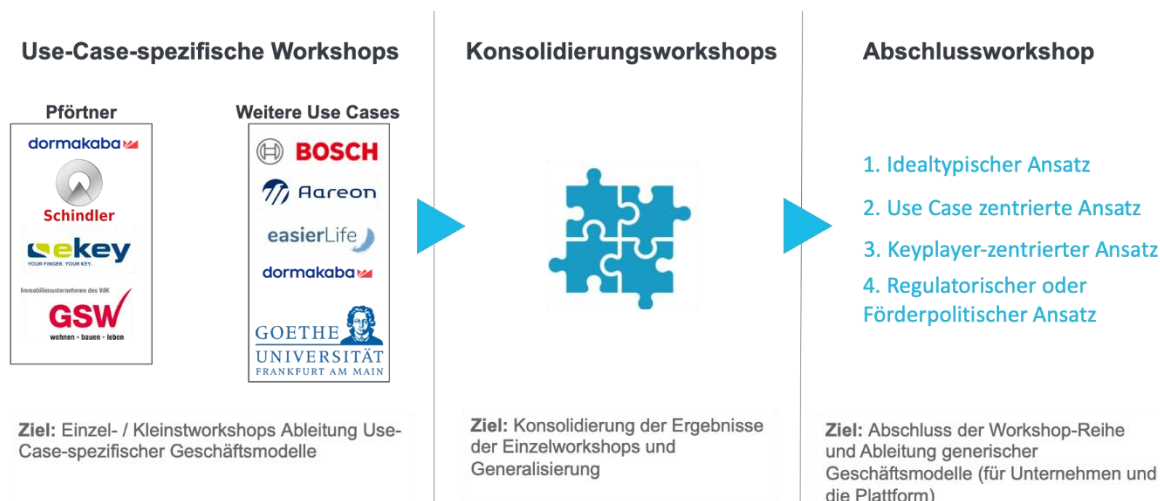 Use-Case-spezifische Workshops
Pförtner
dormakaba
Schindler
ekey
YOUR FINGER. YOUR KEY.
Immobilienunternehmen des VdK
GSW
wohnen - bauen - leben
Weitere Use Cases
BOSCH
Aareon
easierLife
dormakaba
GOETHE
UNIVERSITÄT
FRANKFURT AM MAIN
Ziel: Einzel- / Kleinstworkshops Ableitung Use-
Case-spezifischer Geschäftsmodelle
Konsolidierungsworkshops
Ziel: Konsolidierung der Ergebnisse
der Einzelworkshops und
Generalisierung
Abschlussworkshop
1. Idealtypischer Ansatz
2. Use Case zentrierte Ansatz
3. Keyplayer-zentrierter Ansatz
4. Regulatorischer oder
Förderpolitischer Ansatz
Ziel: Abschluss der Workshop-Reihe
und Ableitung generischer
Geschäftsmodelle (für Unternehmen und
die Plattform)